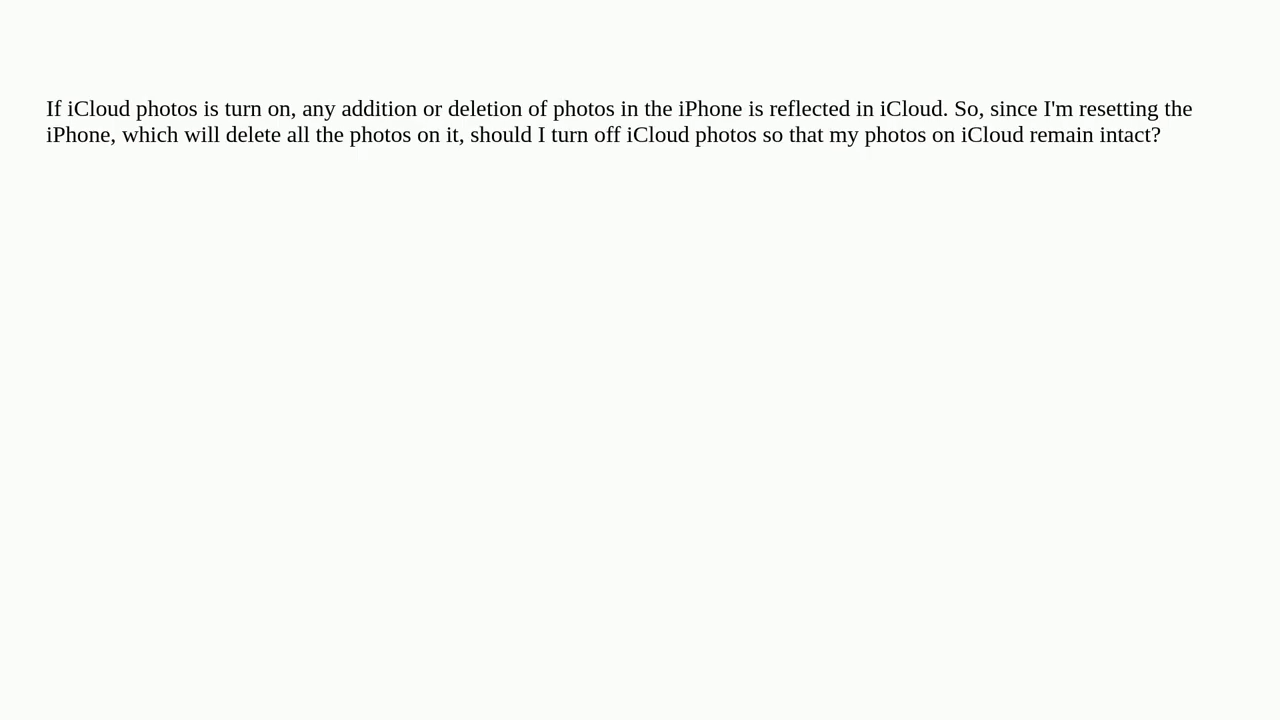 If iCloud photos is turn on, any addition or deletion of photos in the iPhone is reflected in iCloud. So, since I'm resetting the
iPhone, which will delete all the photos on it, should I turn off iCloud photos so that my photos on iCloud remain intact?